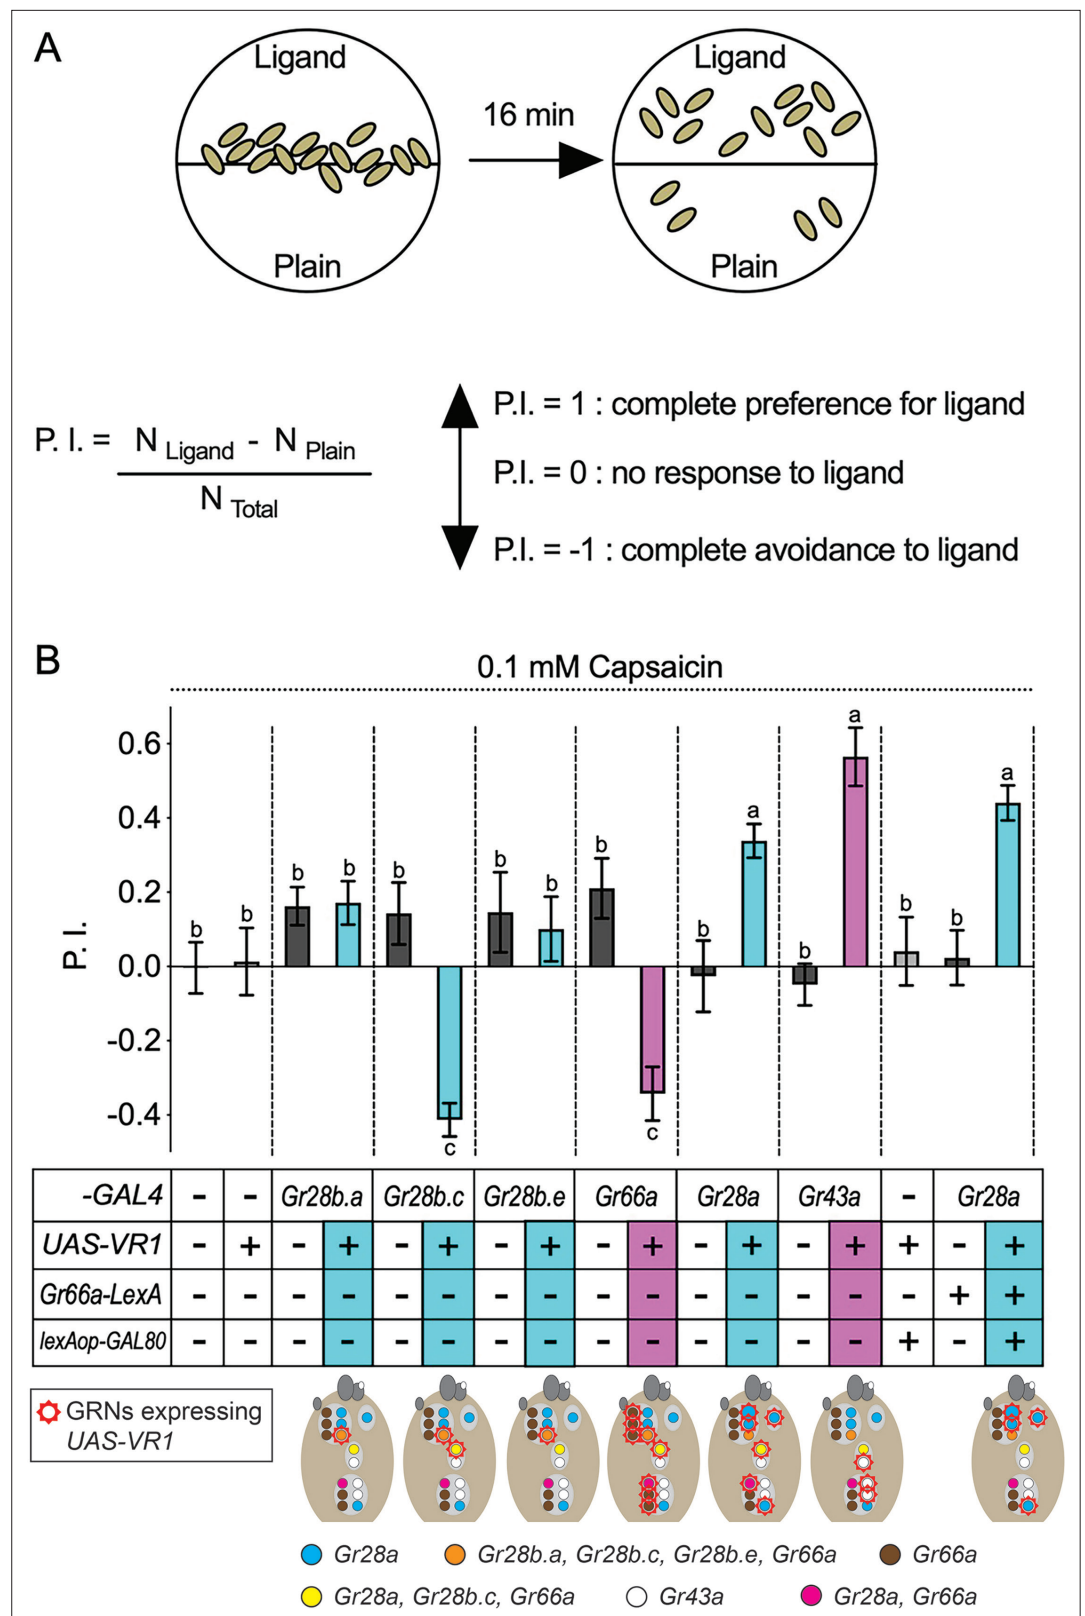 A
Ligand
Plain
16 min
Ligand
Plain
P. I. = N Ligand - N Plain
N Total
P.I. = 1 : complete preference for ligand
P.I. = 0 : no response to ligand
P.I. = -1 : complete avoidance to ligand
B
0.1 mM Capsaicin
P. I.
0.6
0.4
0.2
0.0
-0.2
-0.4
b b b b b c b b b c b a b a b b a
-GAL4 - - Gr28b.a Gr28b.c Gr28b.e Gr66a Gr28a Gr43a - Gr28a
UAS-VR1 - + - + - + - + - + - + - + + - +
Gr66a-LexA - - - - - - - - - - - - - - - + +
lexAop-GAL80 - - - - - - - - - - - - - - + - +
GRNs expressing
UAS-VR1
Gr28a Gr28b.a, Gr28b.c, Gr28b.e, Gr66a Gr66a
Gr28a, Gr28b.c, Gr66a Gr43a Gr28a, Gr66a